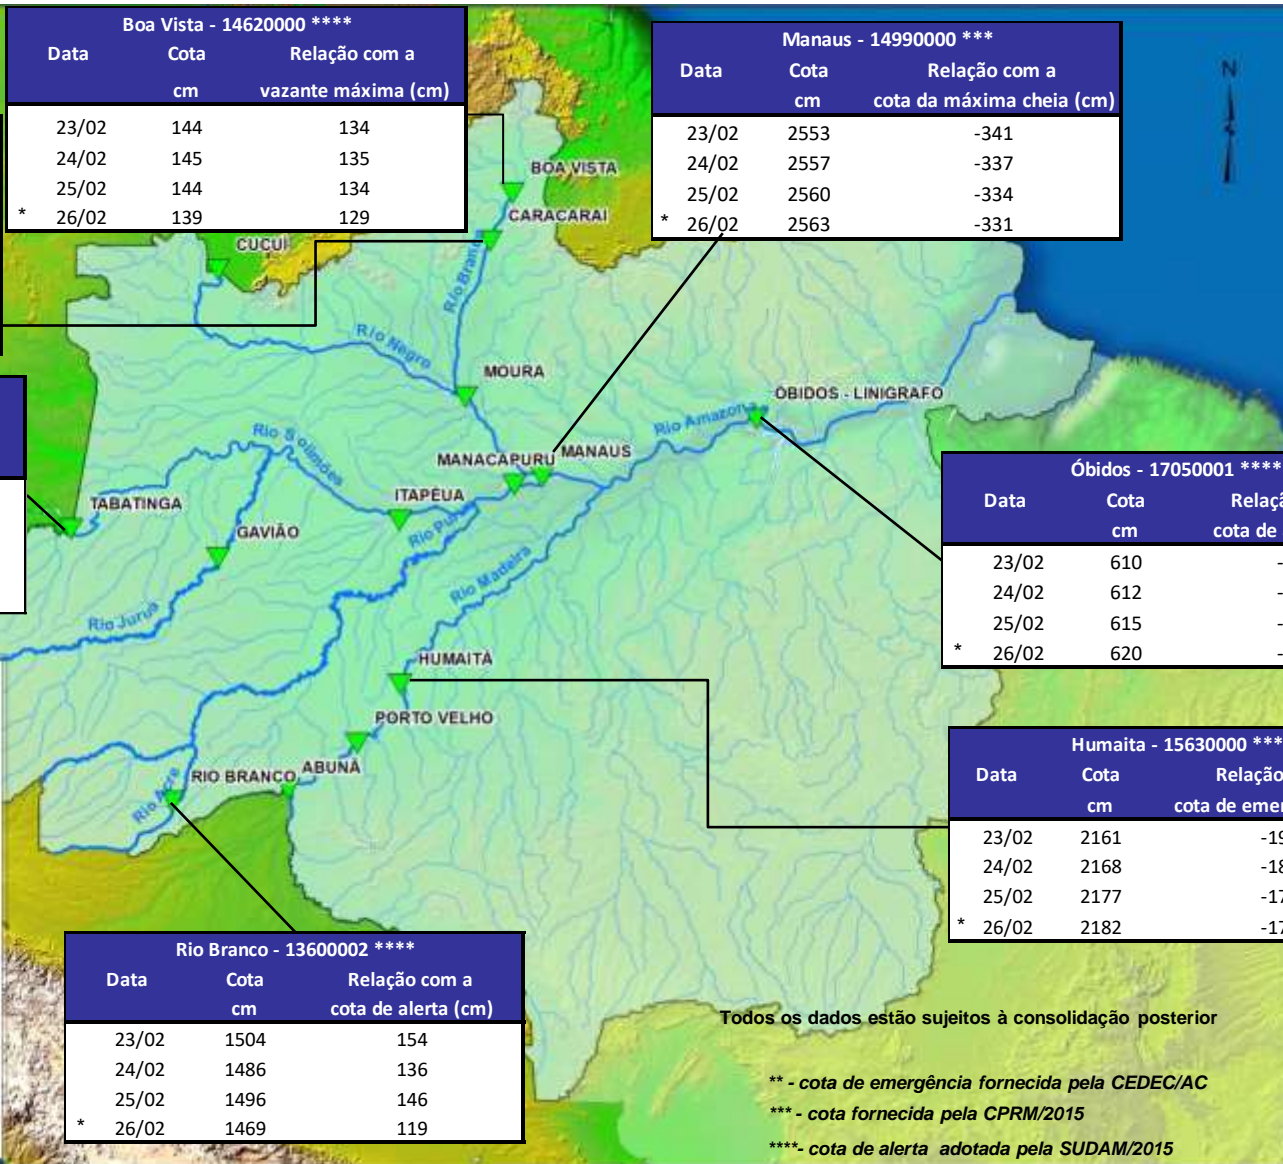 Boa Vista - 14620000 ****
Data Cota Relação com a
cm vazante máxima (cm)
23/02 144 134
24/02 145 135
25/02 144 134
* 26/02 139 129
Manaus - 14990000 ***
Data Cota Relação com a
cm cota da máxima cheia (cm)
23/02 2553 -341
24/02 2557 -337
25/02 2560 -334
* 26/02 2563 -331
N
BOA VISTA
CARACARAI
CUCUI
Rio Branco
Rio Negro
MOURA
ÓBIDOS - LINIGRAFO
Rio Amazonas
Rio Solimões
MANACAPURU
MANAUS
ITAPÉUA
TABATINGA
GAVIÃO
Rio Purus
Rio Madeira
Rio Juruá
HUMAITÁ
PORTO VELHO
ABUNÃ
RIO BRANCO
Rio Acre
Óbidos - 17050001 ****
Data Cota
cm cota de
23/02 610 -
24/02 612 -
25/02 615 -
* 26/02 620 -
Humaita - 15630000 ***
Data Cota Relação
cm
23/02 2161
24/02 2168
25/02 2177
* 26/02 2182
Rio Branco - 13600002 ****
Data Cota Relação com a
cm cota de alerta (cm)
23/02 1504 154
24/02 1486 136
25/02 1496 146
* 26/02 1469 119
Todos os dados estão sujeitos à consolidação posterior
** - cota de emergência fornecida pela CEDEC/AC
*** - cota fornecida pela CPRM/2015
****- cota de alerta adotada pela SUDAM/2015